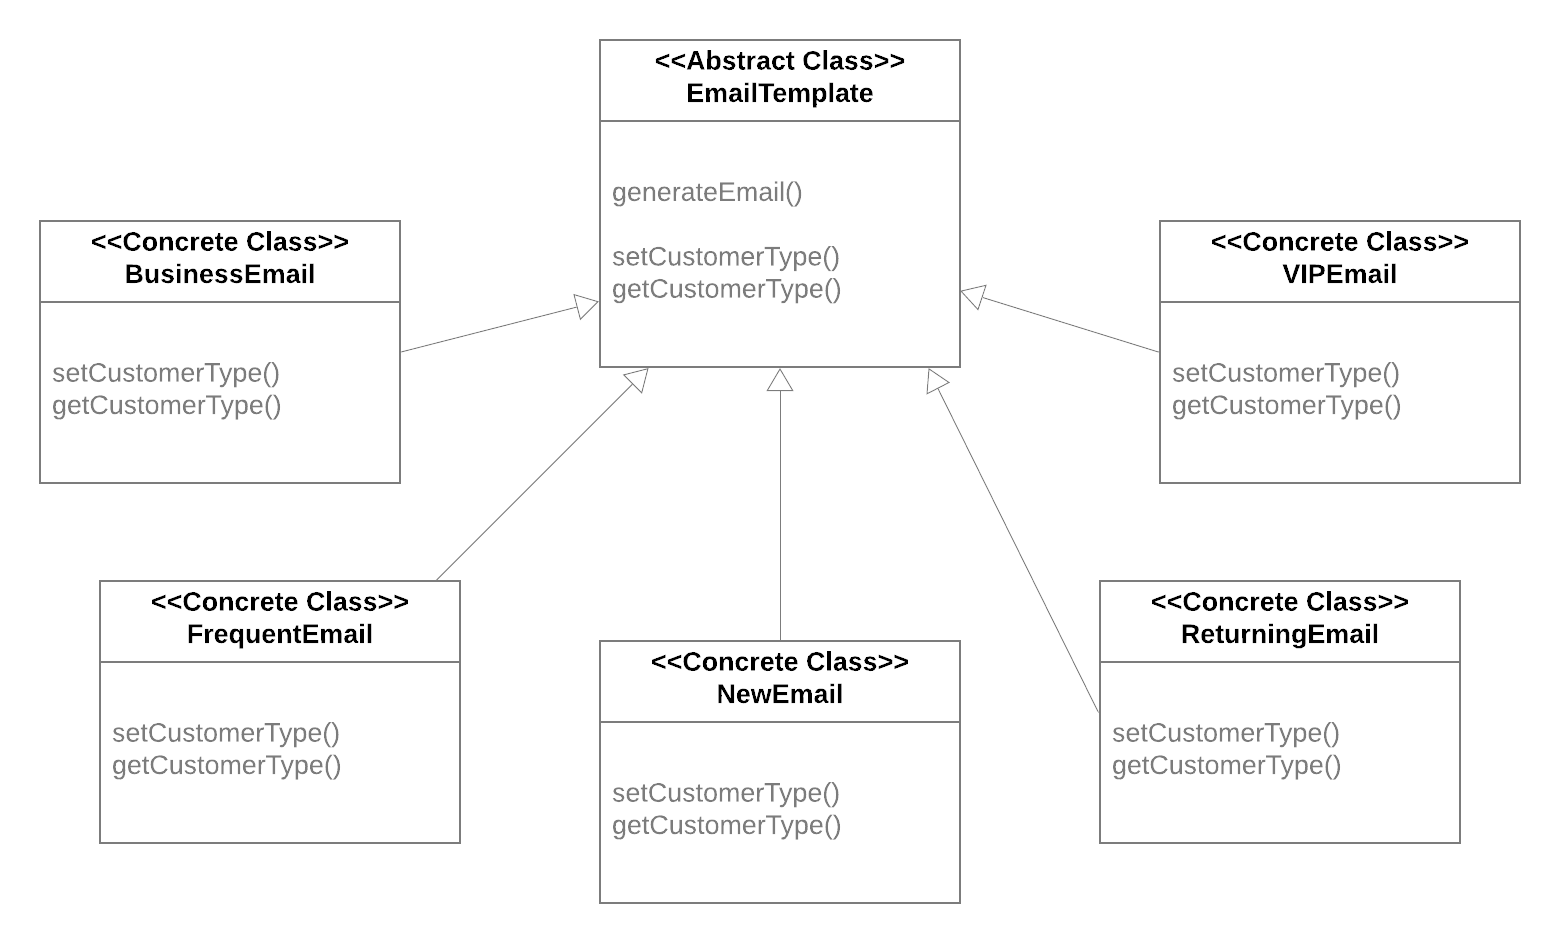 <<Abstract Class>>
EmailTemplate
generateEmail()
setCustomerType()
getCustomerType()
<<Concrete Class>>
BusinessEmail
setCustomerType()
getCustomerType()
<<Concrete Class>>
VIPEmail
setCustomerType()
getCustomerType()
<<Concrete Class>>
FrequentEmail
setCustomerType()
getCustomerType()
<<Concrete Class>>
NewEmail
setCustomerType()
getCustomerType()
<<Concrete Class>>
ReturningEmail
setCustomerType()
getCustomerType()